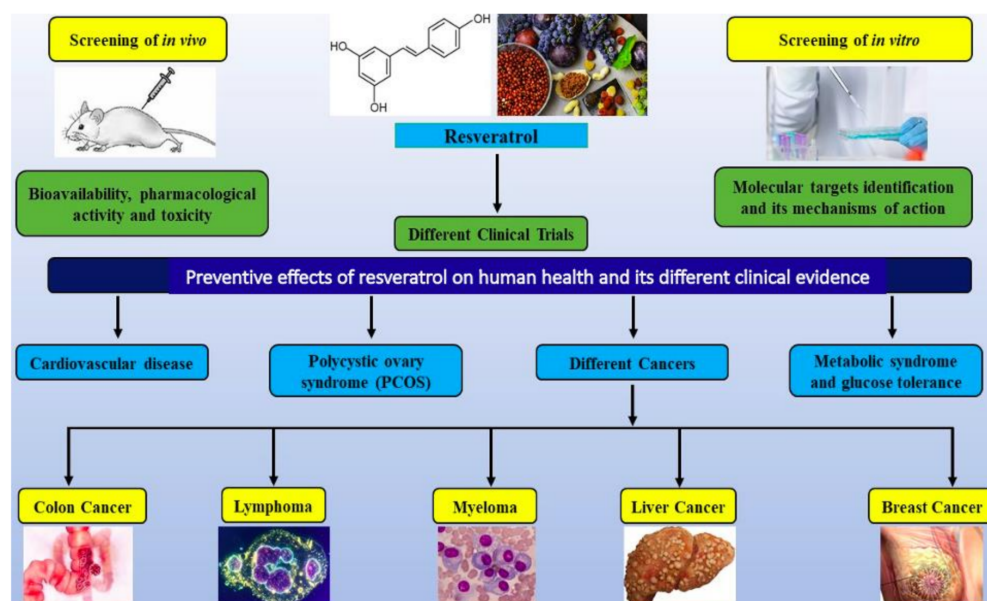 Screening of in vivo
OH
HO
OH
Screening of in vitro
Resveratrol
Bioavailability, pharmacological
activity and toxicity
Molecular targets identification
and its mechanisms of action
Different Clinical Trials
Preventive effects of resveratrol on human health and its different clinical evidence
Cardiovascular disease
Polycystic ovary
syndrome (PCOS)
Different Cancers
Metabolic syndrome
and glucose tolerance
Colon Cancer
Lymphoma
Myeloma
Liver Cancer
Breast Cancer